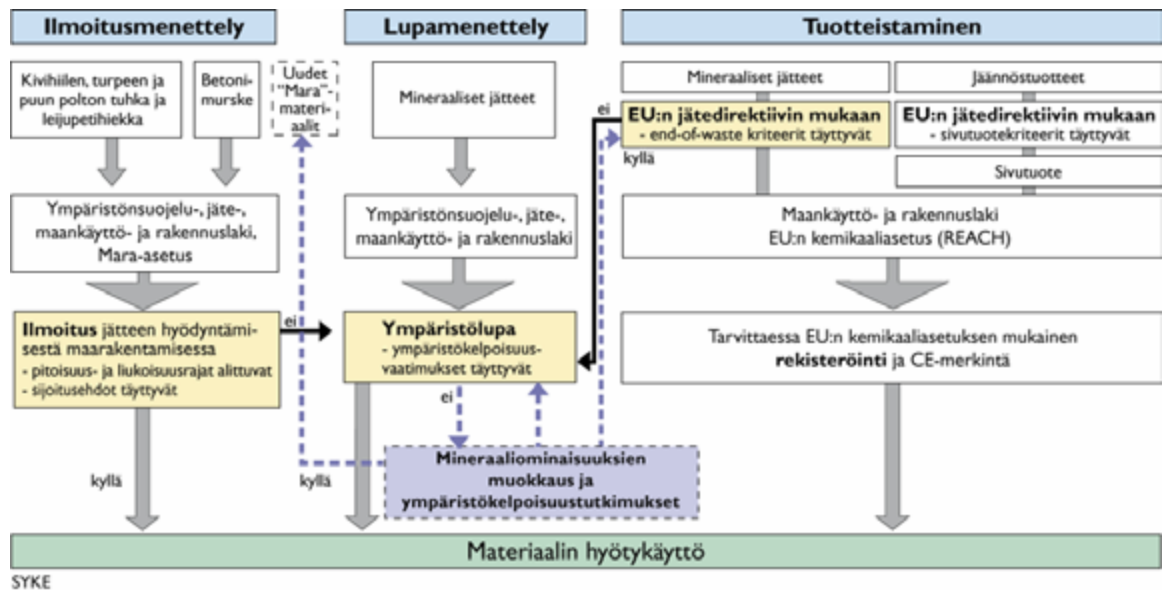 Ilmoitusmenettely
Lupamenettely
Tuotteistaminen
Kivihiilen, turpeen ja
puun polton tuhka ja
leijupetihiekka
Betoni-
murske
Uudet
"Mara"-
materi-
aalit
Mineraaliset jätteet
Mineraaliset jätteet
Jäännöstuotteet
ei
EU:n jätedirektiivin mukaan
- end-of-waste kriteerit täyttyvät
EU:n jätedirektiivin mukaan
- sivutuotekriteerit täyttyvät
kyllä
Sivutuote
Ympäristönsuojelu-, jäte-,
maankäyttö- ja rakennuslaki,
Mara-asetus
Ympäristönsuojelu-, jäte-,
maankäyttö- ja rakennuslaki
Maankäyttö- ja rakennuslaki
EU:n kemikaaliasetus (REACH)
Ilmoitus jätteen hyödyntämi-
sestä maarakentamisessa
- pitoisuus- ja liukoisuusrajat alittuvat
- sijoitusehdot täyttyvät
ei
Ympäristölupa
- ympäristökelpoisuus-
vaatimukset täyttyvät
Tarvittaessa EU:n kemikaaliasetuksen mukainen
rekisteröinti ja CE-merkintä
ei
kyllä
kyllä
Mineraaliominaisuuksien
muokkaus ja
ympäristökelpoisuustutkimukset
Materiaalin hyötykäyttö
SYKE